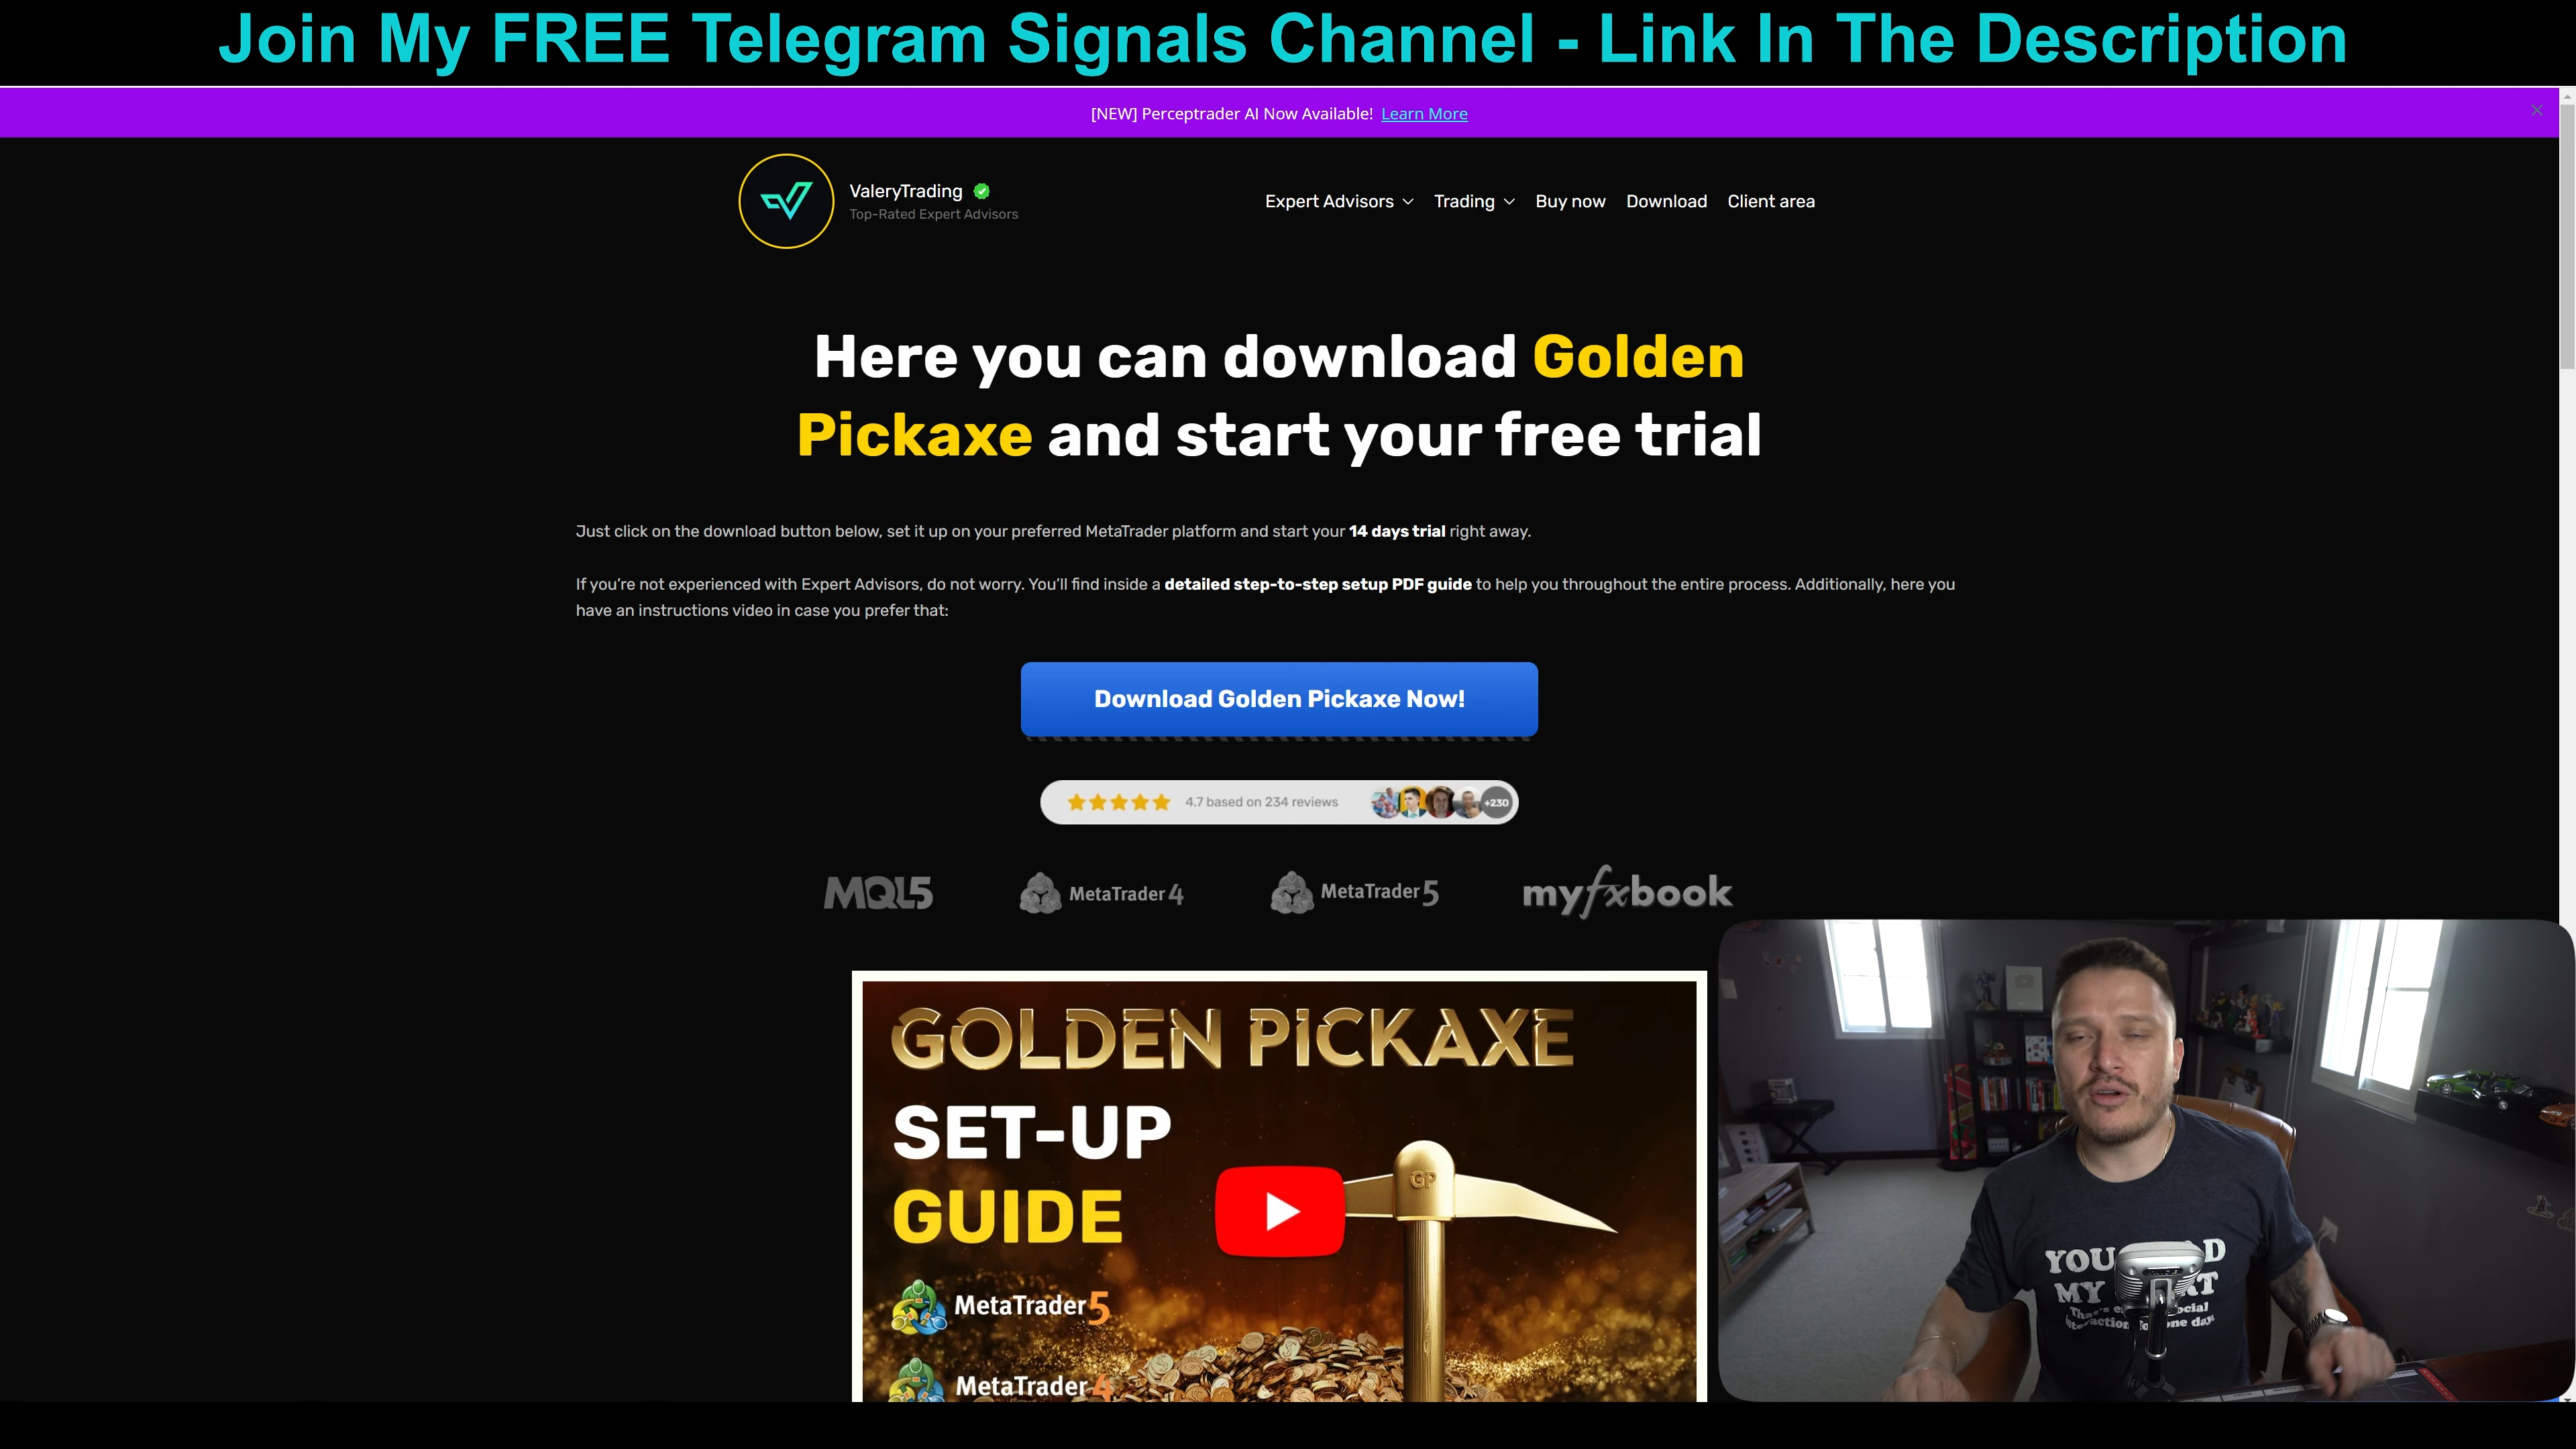 Join My FREE Telegram Signals Channel - Link In The Description
[NEW] Perceptrader AI Now Available! Learn More
ValeryTrading
Top-Rated Expert Advisors
Expert Advisors Trading Buy now Download Client area
Here you can download Golden
Pickaxe and start your free trial
Just click on the download button below, set it up on your preferred MetaTrader platform and start your 14 days trial right away.
If you're not experienced with Expert Advisors, do not worry. You'll find inside a detailed step-to-step setup PDF guide to help you throughout the entire process. Additionally, here you
have an instructions video in case you prefer that:
Download Golden Pickaxe Now!
4.7 based on 234 reviews +230
MQL5 MetaTrader 4 MetaTrader 5 myfxbook
GOLDEN PICKAXE
SET-UP
GUIDE
GP
MetaTrader 5
MetaTrader 4
YOU
MY
That's
one day